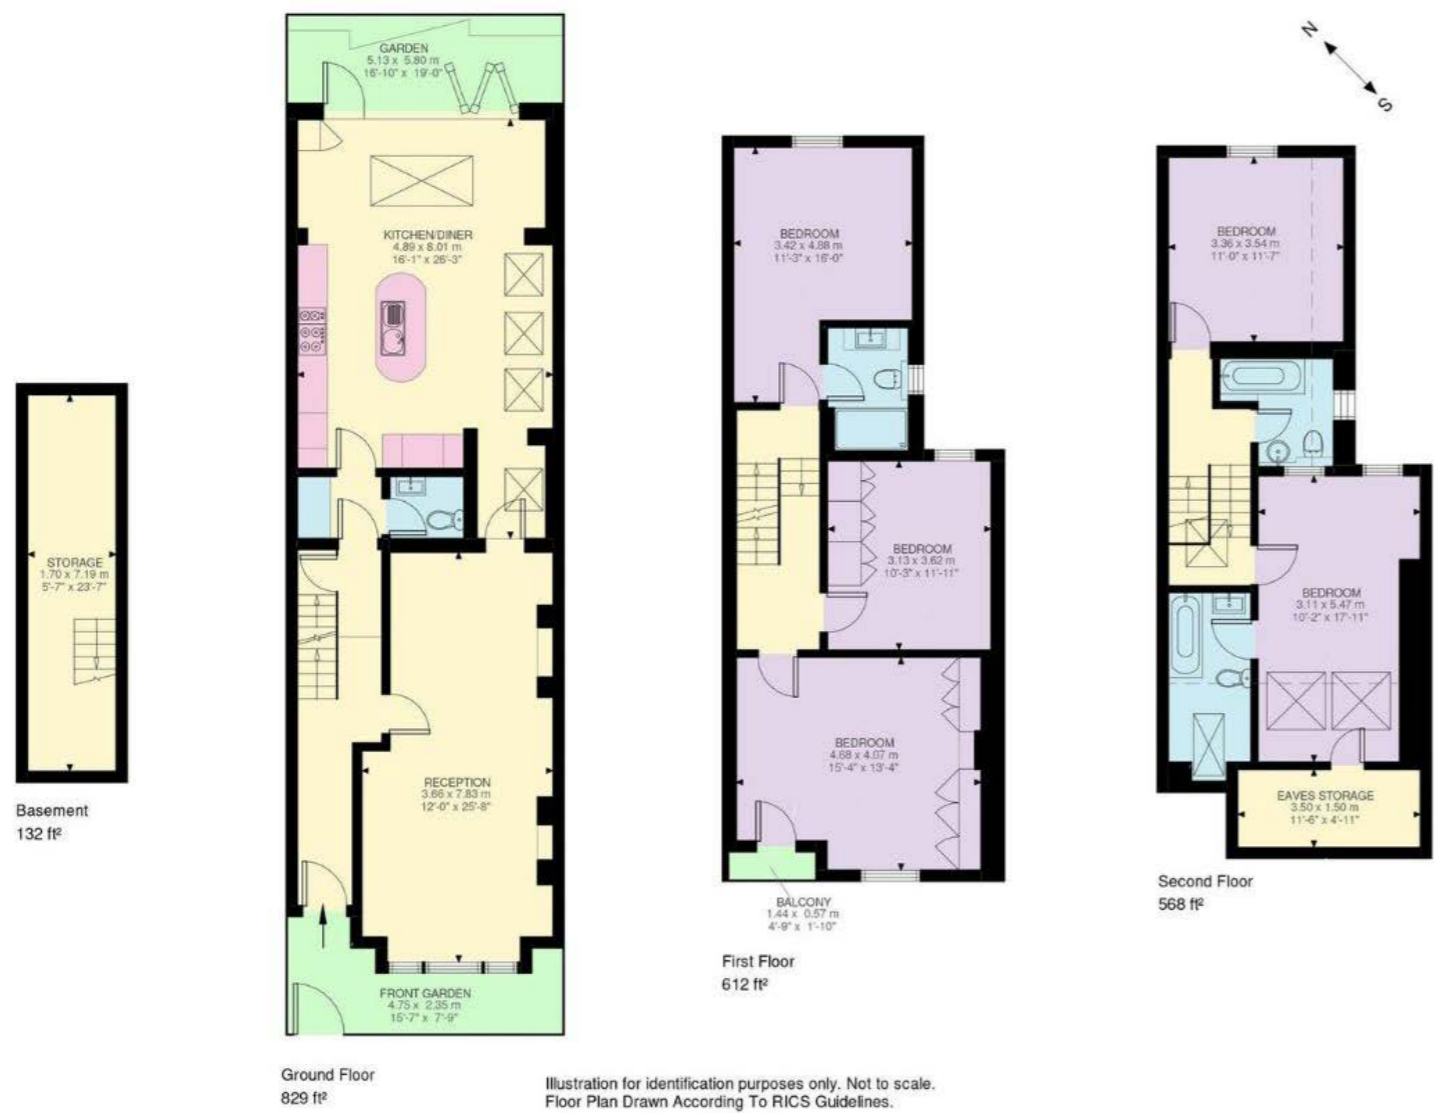 GARDEN
5.13 x 5.80 m
16'-10" x 19'-0"
N
S
KITCHEN/DINER
4.89 x 8.01 m
16'-1" x 26'-3"
BEDROOM
3.42 x 4.88 m
11'-3" x 16'-0"
BEDROOM
3.36 x 3.54 m
11'-0" x 11'-7"
STORAGE
1.70 x 7.19 m
5'-7" x 23'-7"
BEDROOM
3.13 x 3.62 m
10'-3" x 11'-11"
BEDROOM
3.11 x 5.47 m
10'-2" x 17'-11"
RECEPTION
3.66 x 7.83 m
12'-0" x 25'-8"
BEDROOM
4.68 x 4.07 m
15'-4" x 13'-4"
EAVES STORAGE
3.50 x 1.50 m
11'-6" x 4'-11"
Basement
132 ft²
BALCONY
1.44 x 0.57 m
4'-9" x 1'-10"
Second Floor
568 ft²
First Floor
612 ft²
FRONT GARDEN
4.75 x 2.35 m
15'-7" x 7'-9"
Ground Floor
829 ft²
Illustration for identification purposes only. Not to scale.
Floor Plan Drawn According To RICS Guidelines.